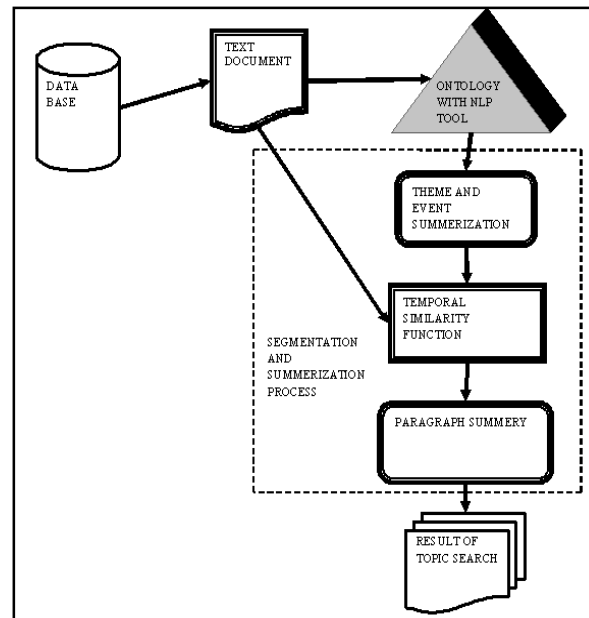 DATA
BASE
TEXT
DOCUMENT
ONTOLOGY
WITH NLP
TOOL
THEME AND
EVENT
SUMMERIZATION
TEMPORAL
SIMILARITY
FUNCTION
SEGMENTATION
AND
SUMMERIZATION
PROCESS
PARAGRAPH SUMMERY
RESULT OF
TOPIC SEARCH